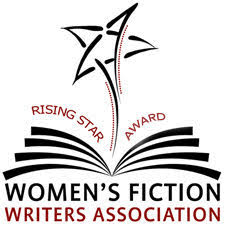 RISING STAR AWARD
WOMEN'S FICTION
WRITERS ASSOCIATION